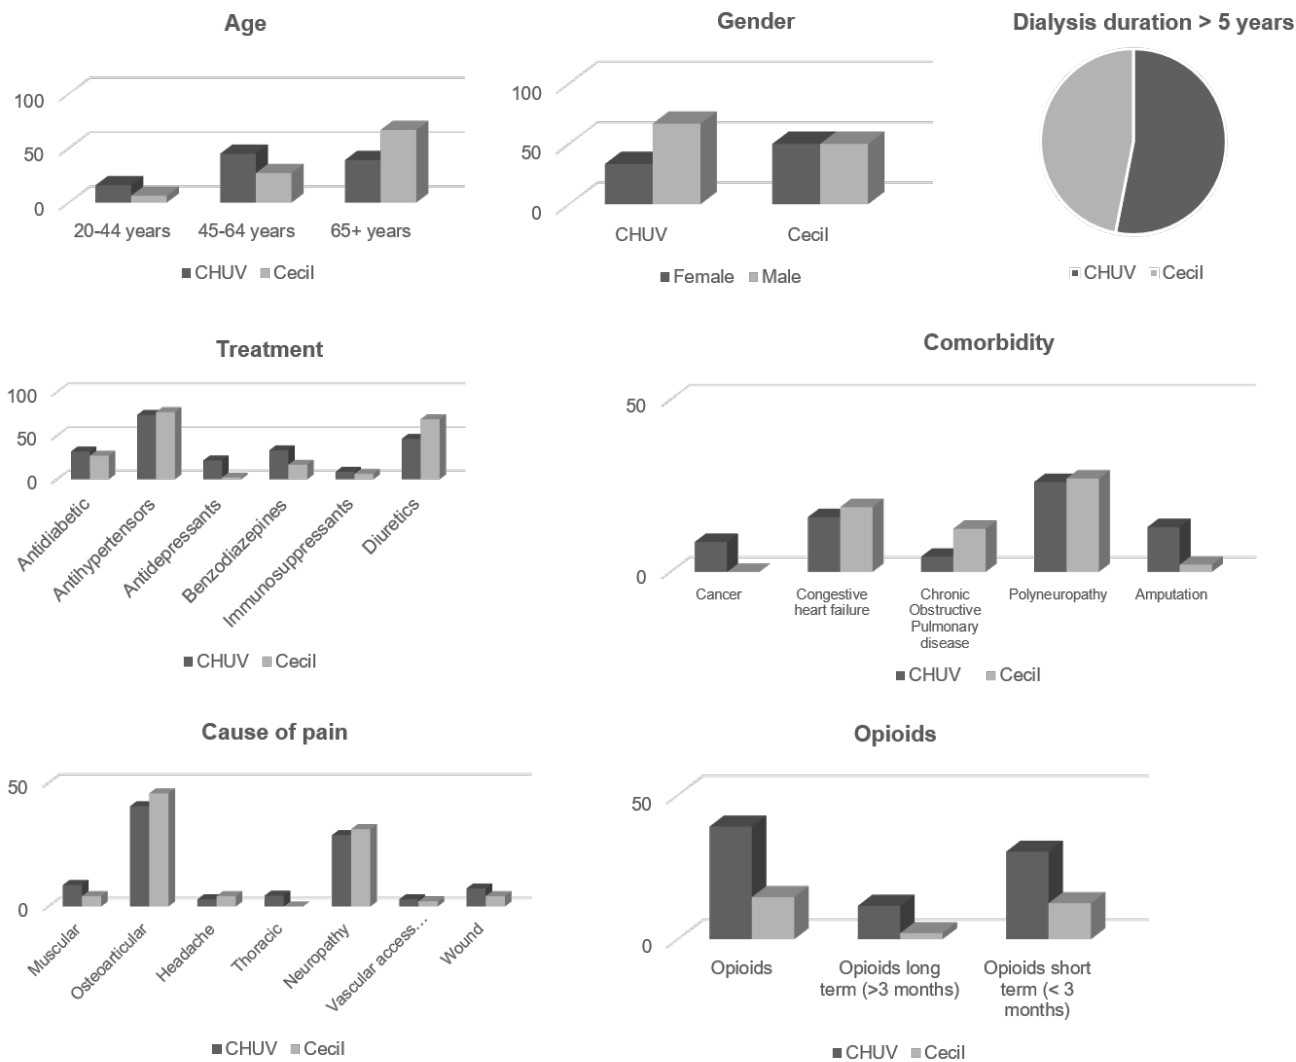 Age
100
50
0
20-44 years 45-64 years 65+ years
CHUV Cecil
Gender
100
50
0
CHUV Cecil
Female Male
Dialysis duration > 5 years
CHUV Cecil
Treatment
100
50
0
Antidiabetic
Antihypertensors
Antidepressants
Benzodiazepines
Immunosuppressants
Diuretics
CHUV Cecil
Comorbidity
50
0
Cancer
Congestive
heart failure
Chronic
Obstructive
Pulmonary
disease
Polyneuropathy
Amputation
CHUV Cecil
Cause of pain
50
0
Muscular
Osteoarticular
Headache
Thoracic
Neuropathy
Vascular access…
Wound
CHUV Cecil
Opioids
50
0
Opioids
Opioids long
term (>3 months)
Opioids short
term (< 3
months)
CHUV Cecil